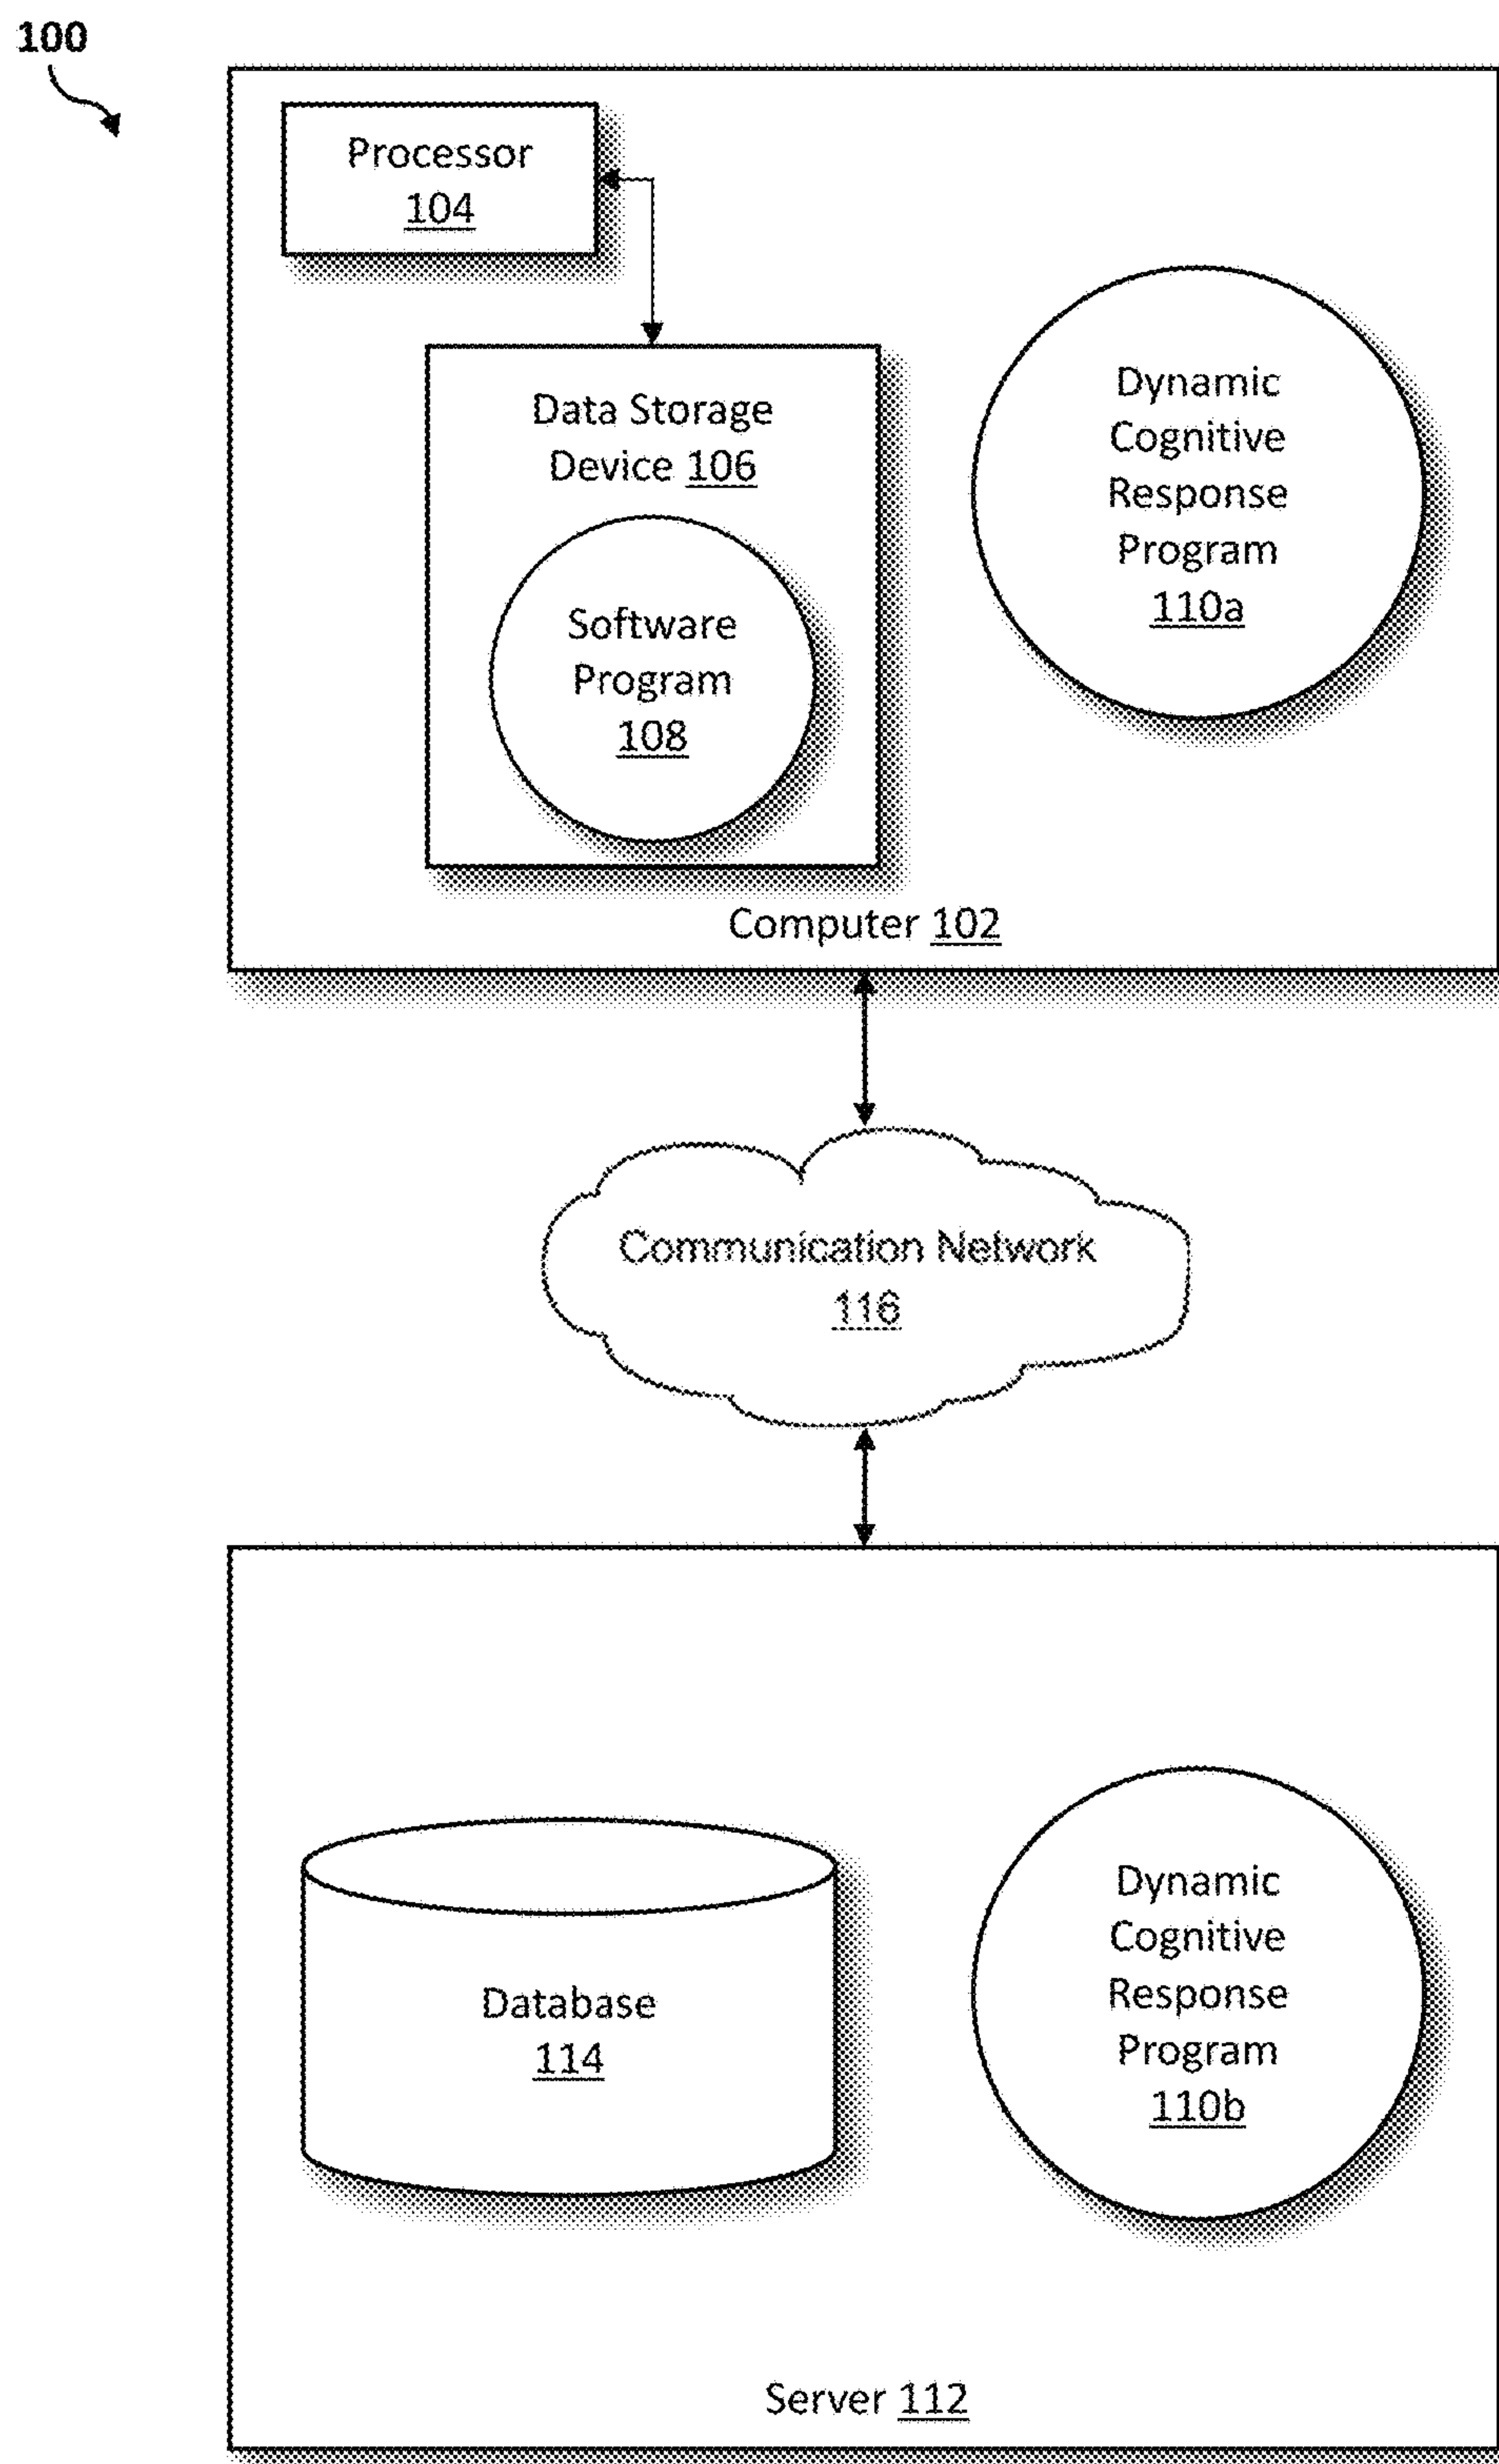 100
Processor
104
Data Storage
Device 106
Software
Program
108
Dynamic
Cognitive
Response
Program
110a
Computer 102
Communication Network
116
Database
114
Dynamic
Cognitive
Response
Program
110b
Server 112